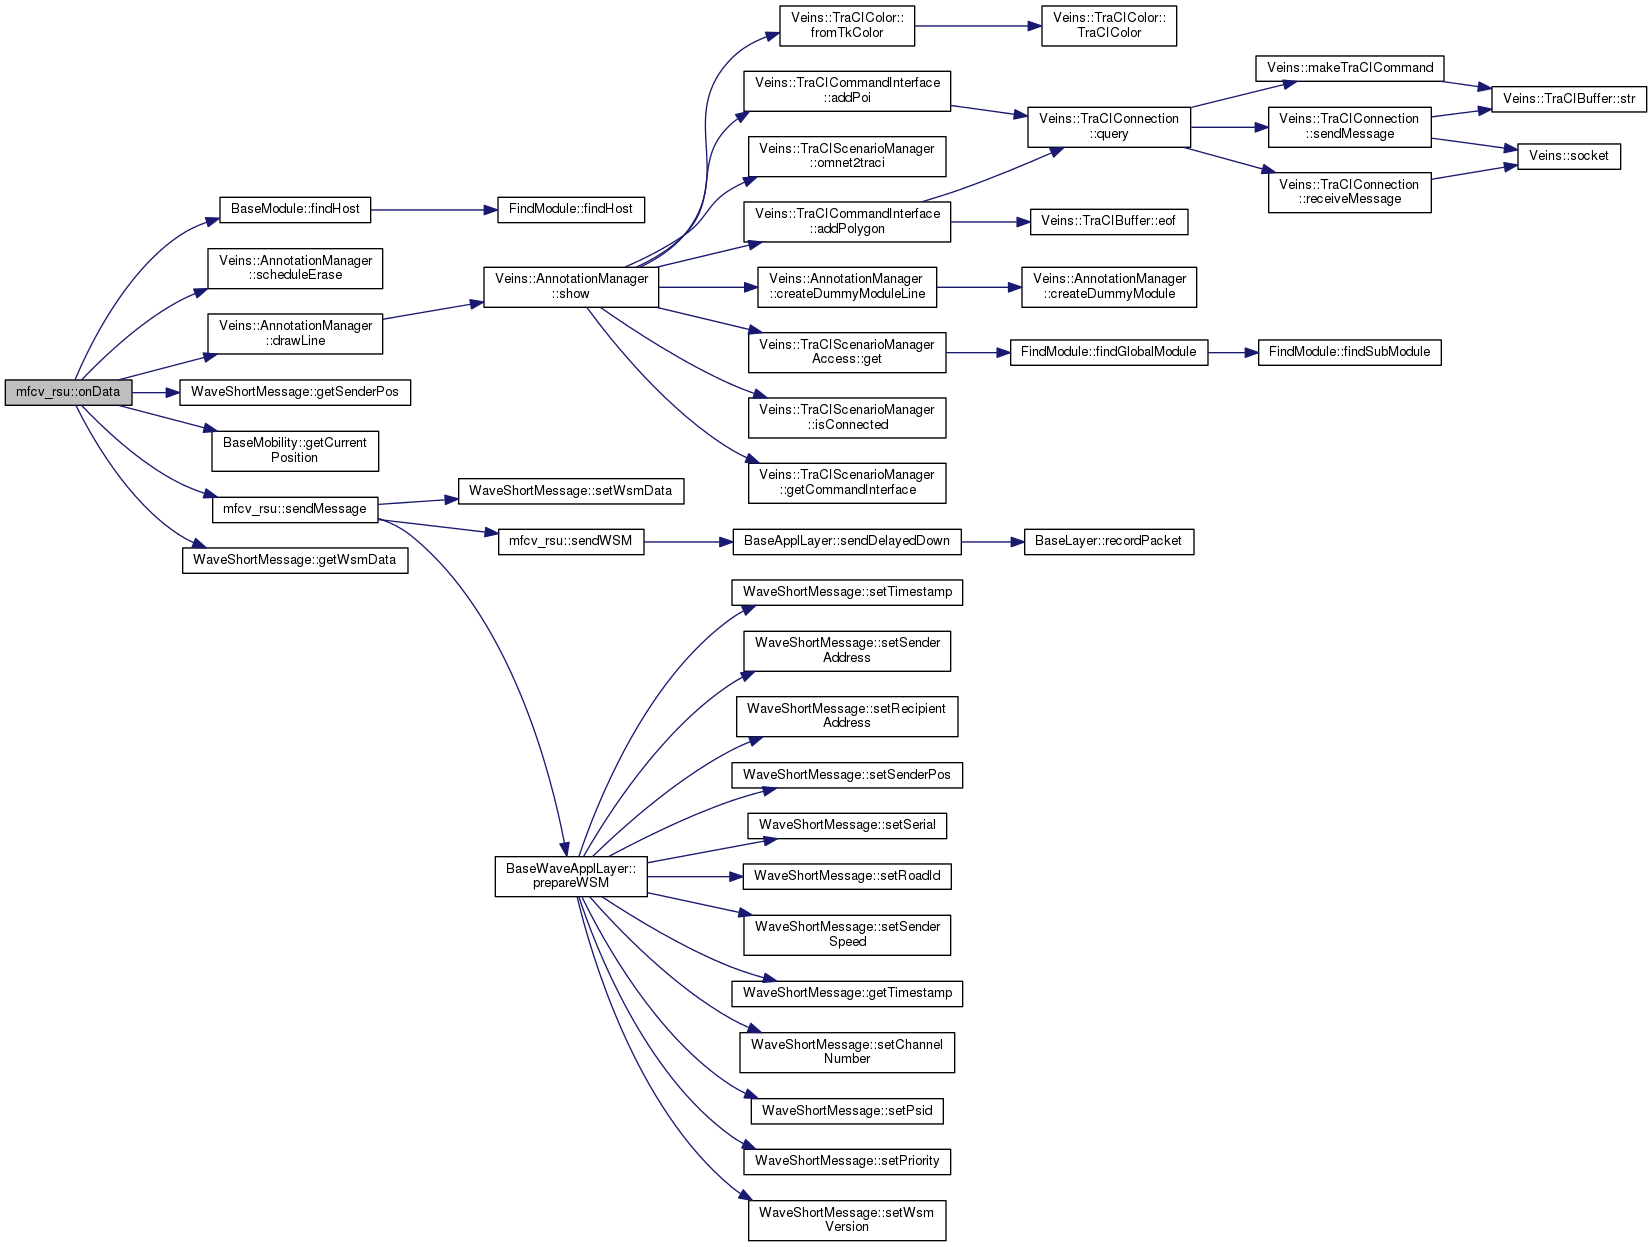 mfcv_rsu::onData
BaseModule::findHost
FindModule::findHost
Veins::AnnotationManager
::scheduleErase
Veins::AnnotationManager
::drawLine
WaveShortMessage::getSenderPos
BaseMobility::getCurrent
Position
mfcv_rsu::sendMessage
WaveShortMessage::getWsmData
Veins::AnnotationManager
::show
Veins::TraCIColor::
fromTkColor
Veins::TraCIColor::
TraCIColor
Veins::TraCICommandInterface
::addPoi
Veins::TraCIScenarioManager
::omnet2traci
Veins::TraCICommandInterface
::addPolygon
Veins::TraCIConnection
::query
Veins::makeTraCICommand
Veins::TraCIBuffer::str
Veins::TraCIConnection
::sendMessage
Veins::socket
Veins::TraCIConnection
::receiveMessage
Veins::TraCIBuffer::eof
Veins::AnnotationManager
::createDummyModuleLine
Veins::AnnotationManager
::createDummyModule
Veins::TraCIScenarioManager
Access::get
FindModule::findGlobalModule
FindModule::findSubModule
Veins::TraCIScenarioManager
::isConnected
Veins::TraCIScenarioManager
::getCommandInterface
WaveShortMessage::setWsmData
mfcv_rsu::sendWSM
BaseApplLayer::sendDelayedDown
BaseLayer::recordPacket
BaseWaveApplLayer::
prepareWSM
WaveShortMessage::setTimestamp
WaveShortMessage::setSender
Address
WaveShortMessage::setRecipient
Address
WaveShortMessage::setSenderPos
WaveShortMessage::setSerial
WaveShortMessage::setRoadId
WaveShortMessage::setSender
Speed
WaveShortMessage::getTimestamp
WaveShortMessage::setChannel
Number
WaveShortMessage::setPsid
WaveShortMessage::setPriority
WaveShortMessage::setWsm
Version